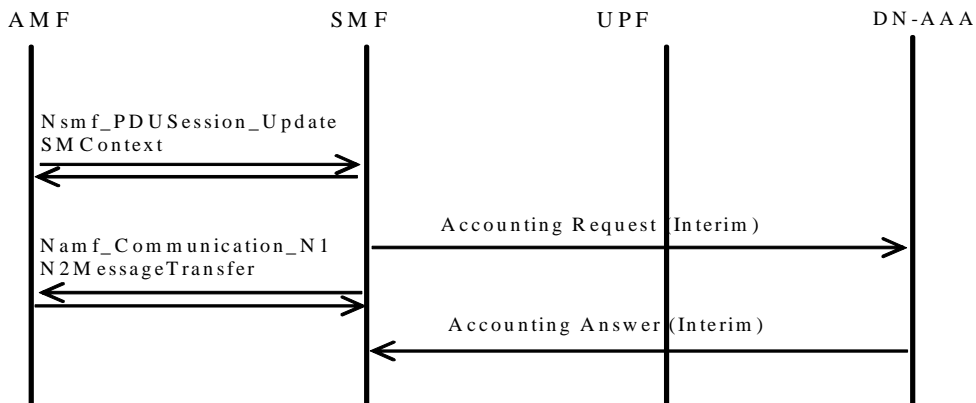 AMF SMF UPF DN-AAA
Nsmf_PDUSession_Update
SMContext
Accounting Request (Interim)
Namf_Communication_N1
N2MessageTransfer
Accounting Answer (Interim)